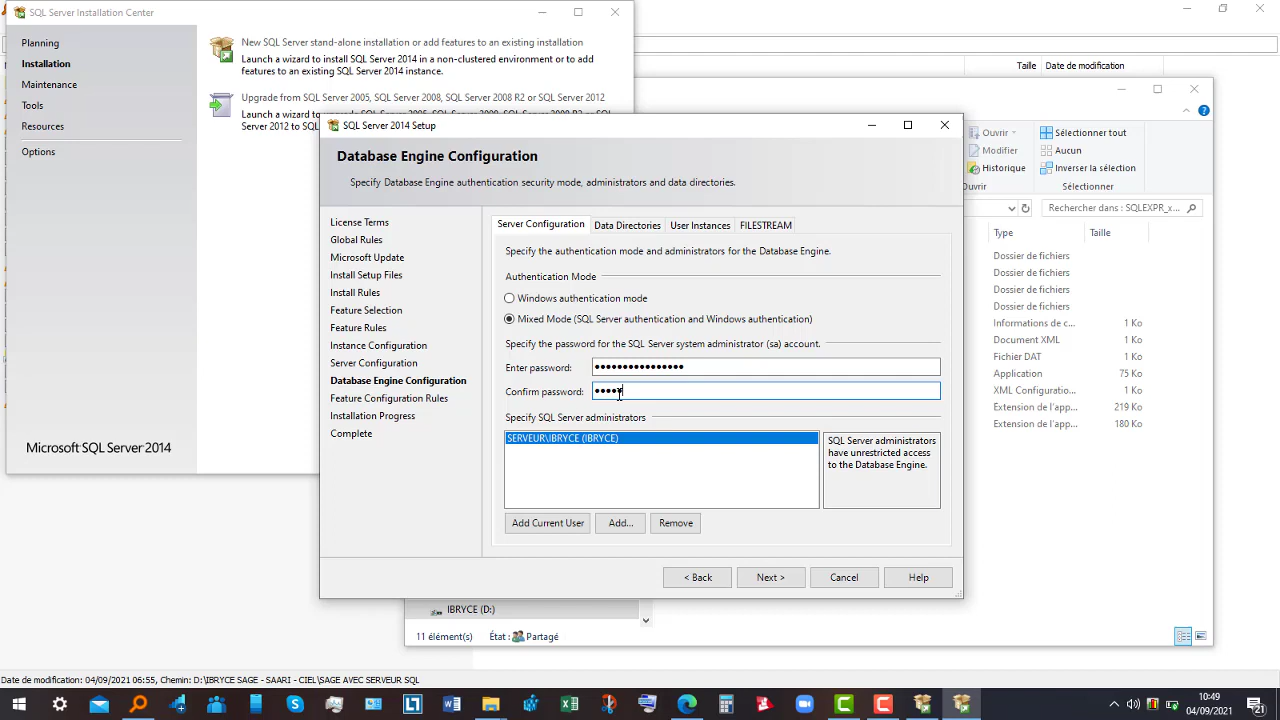 SQL Server Installation Center
Planning
Installation
Maintenance
Tools
Resources
Options
Microsoft SQL Server 2014
New SQL Server stand-alone installation or add features to an existing installation
Launch a wizard to install SQL Server 2014 in a non-clustered environment or to add
features to an existing SQL Server 2014 instance.
Upgrade from SQL Server 2005, SQL Server 2008, SQL Server 2008 R2 or SQL Server 2012
Server 2012 to SQL
Taille
Date de modification
SQL Server 2014 Setup
Database Engine Configuration
Specify Database Engine authentication security mode, administrators and data directories.
License Terms
Global Rules
Microsoft Update
Install Setup Files
Install Rules
Feature Selection
Feature Rules
Instance Configuration
Server Configuration
Database Engine Configuration
Feature Configuration Rules
Installation Progress
Complete
Server Configuration
Data Directories
User Instances
FILESTREAM
Specify the authentication mode and administrators for the Database Engine.
Authentication Mode
Windows authentication mode
Mixed Mode (SQL Server authentication and Windows authentication)
Specify the password for the SQL Server system administrator (sa) account.
Enter password:
Confirm password:
Specify SQL Server administrators
SERVEUR\IBRYCE (IBRYCE)
SQL Server administrators
have unrestricted access
to the Database Engine.
Add Current User
Add...
Remove
< Back
Next >
Cancel
Help
Ouvrir
Modifier
Historique
Sélectionner tout
Aucun
Inverser la sélection
Sélectionner
Rechercher dans : SQLEXPR_x...
Type
Taille
Dossier de fichiers
Dossier de fichiers
Dossier de fichiers
Dossier de fichiers
Informations de c... 1 Ko
Document XML 1 Ko
Fichier DAT 1 Ko
Application 75 Ko
XML Configuratio... 1 Ko
Extension de l'app... 219 Ko
Extension de l'app... 180 Ko
IBRYCE (D:)
11 élément(s)
État : Partagé
Date de modification: 04/09/2021 06:55, Chemin: D:\IBRYCE SAGE - SAARI - CIEL\SAGE AVEC SERVEUR SQL
10:49
04/09/2021
21